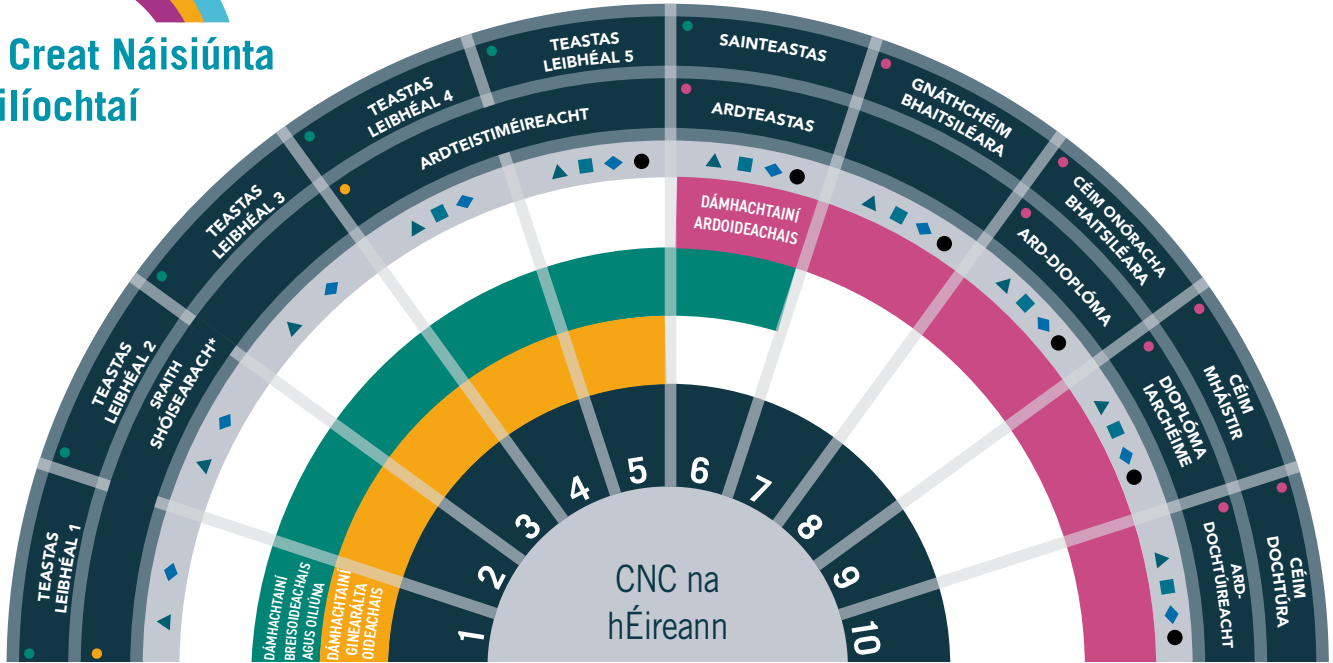 Creat Náisiúnta
ilíochtaí
TEASTAS
LEIBHÉAL 1
TEASTAS
LEIBHÉAL 2
TEASTAS
LEIBHÉAL 3
TEASTAS
LEIBHÉAL 4
TEASTAS
LEIBHÉAL 5
SAINTEASTAS
GNÁTHCHÉIM
BHAITSILÉARA
CÉIM ONÓRACHA
BHAITSILÉARA
CÉIM
MHÁISTIR
CÉIM
DOCHTÚRA
SRAITH
SHÓISEARACH*
ARDTEISTIMÉIREACHT
ARDTEASTAS
ARD-DIOPLÓMA
DIOPLÓMA
IARCHÉIME
ARD-
DOCHTÚIREACHT
DÁMHACHTAINÍ
ARDOIDEACHAIS
DÁMHACHTAINÍ
BREISOIDEACHAIS
AGUS OILIÚNA
DÁMHACHTAINÍ
GINEARÁLTA
OIDEACHAIS
1
2
3
4
5
6
7
8
9
10
CNC na
hÉireann